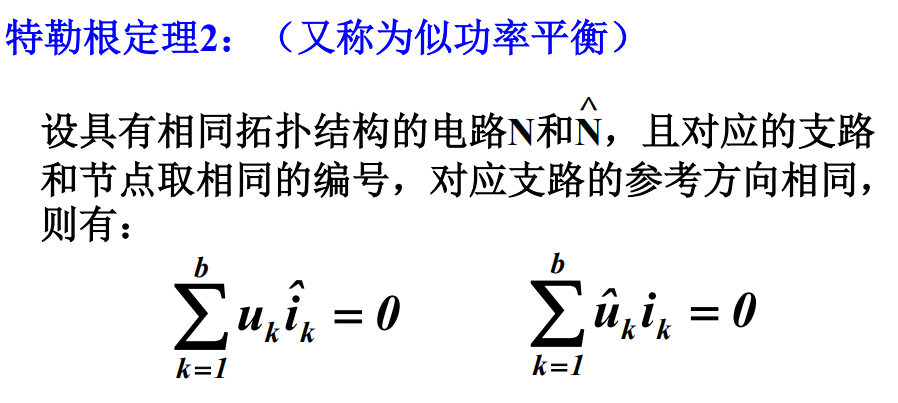 特勒根定理2：（又称为似功率平衡）
设具有相同拓扑结构的电路N和N̂，且对应的支路
和节点取相同的编号，对应支路的参考方向相同，
则有：
∑_{k=1}^{b} u_k î_k = 0    ∑_{k=1}^{b} û_k i_k = 0